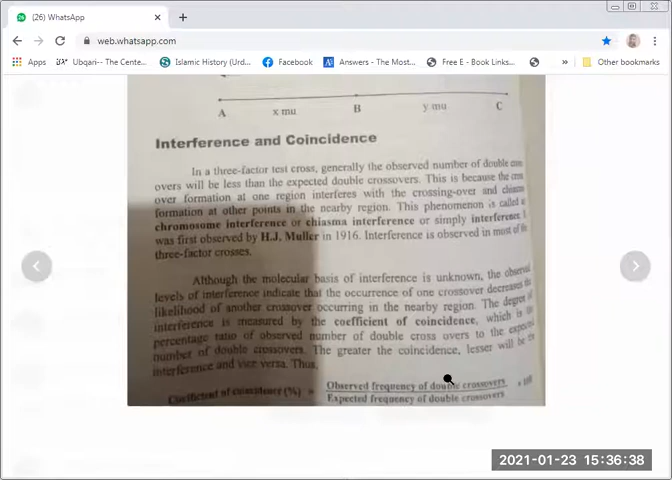 (26) WhatsApp
web.whatsapp.com
Apps Ubqari-- The Cente... Islamic History (Urd... Facebook Answers - The Most... Free E - Book Links... » Other bookmarks
A x mu B y mu C
Interference and Coincidence
In a three-factor test cross, generally the observed number of double
overs will be less than the expected double crossovers. This is because the
over formation at one region interferes with the crossing-over and
formation at other points in the nearby region. This phenomenon is called
chromosome interference or chiasma interference or simply interference.
was first observed by H.J. Muller in 1916. Interference is observed in most of
three-factor crosses.
Although the molecular basis of interference is unknown, the
levels of interference indicate that the occurrence of one crossover decreases
likelihood of another crossover occurring in the nearby region. The degree
interference is measured by the coefficient of coincidence, which is
percentage ratio of observed number of double cross overs to the
number of double crossovers. The greater the coincidence, lesser will be
interference and vice versa. Thus,
Coefficient of coincidence (%) = Observed frequency of double crossovers × 100
Expected frequency of double crossovers
2021-01-23 15:36:38